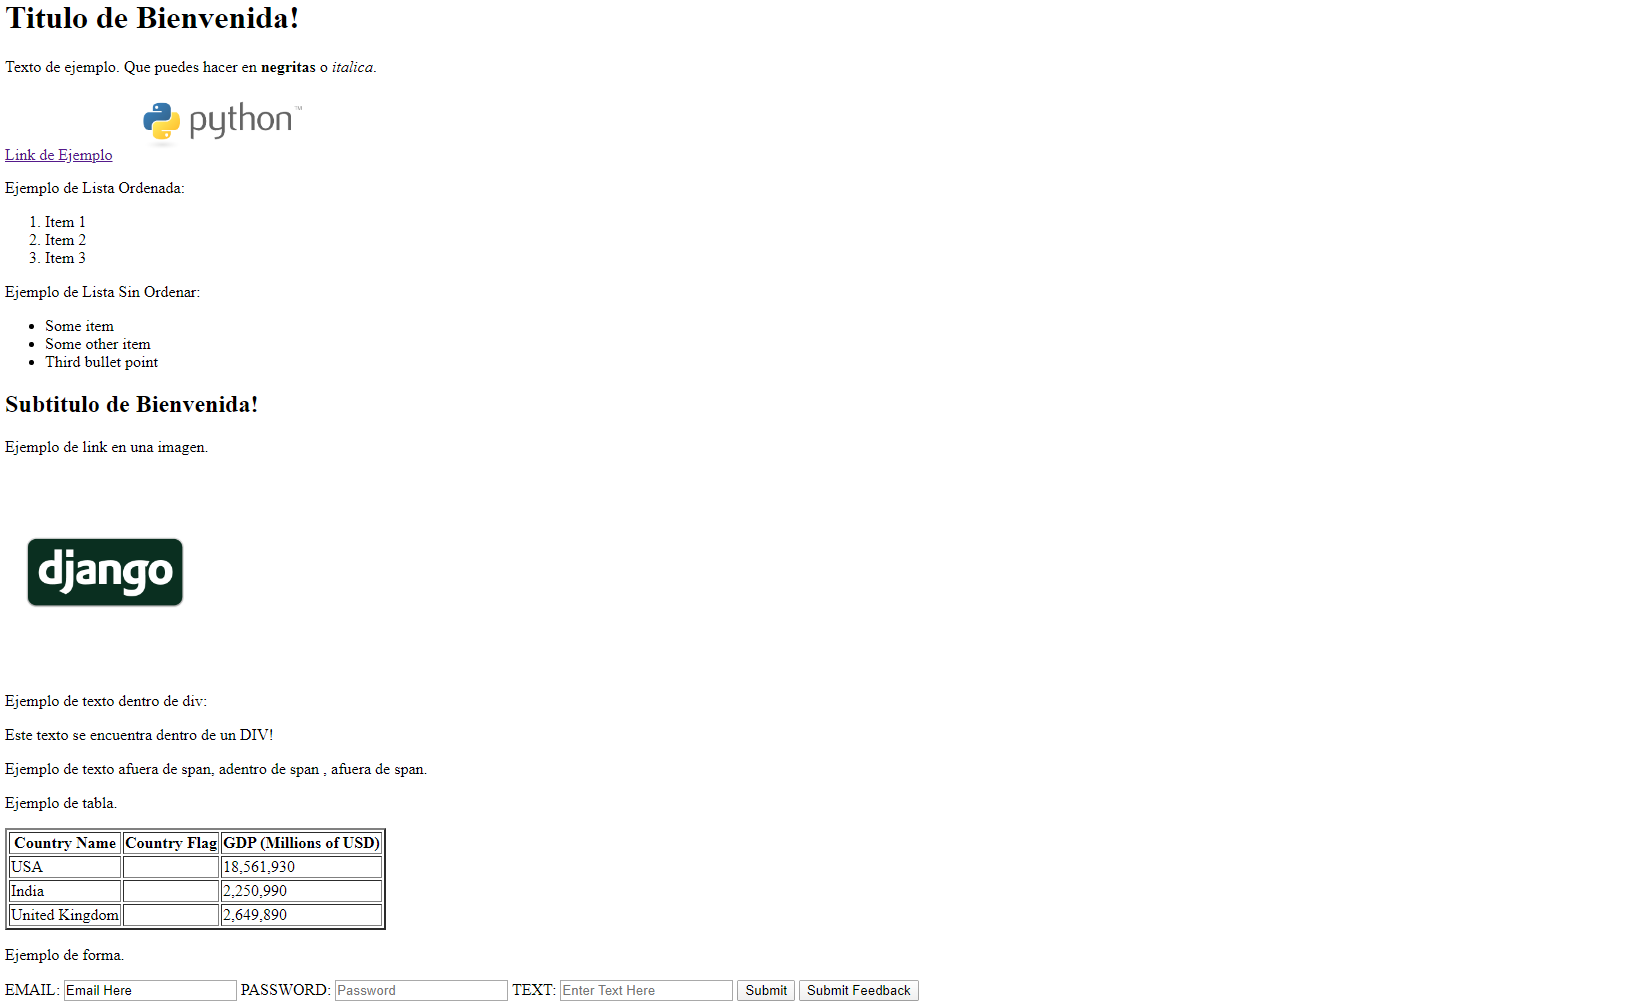 Titulo de Bienvenida!
Texto de ejemplo. Que puedes hacer en negritas o italica.
python™
Link de Ejemplo
Ejemplo de Lista Ordenada:
1. Item 1
2. Item 2
3. Item 3
Ejemplo de Lista Sin Ordenar:
• Some item
• Some other item
• Third bullet point
Subtitulo de Bienvenida!
Ejemplo de link en una imagen.
django
Ejemplo de texto dentro de div:
Este texto se encuentra dentro de un DIV!
Ejemplo de texto afuera de span, adentro de span , afuera de span.
Ejemplo de tabla.
Country Name Country Flag GDP (Millions of USD)
USA 18,561,930
India 2,250,990
United Kingdom 2,649,890
Ejemplo de forma.
EMAIL: Email Here PASSWORD: Password TEXT: Enter Text Here Submit Submit Feedback